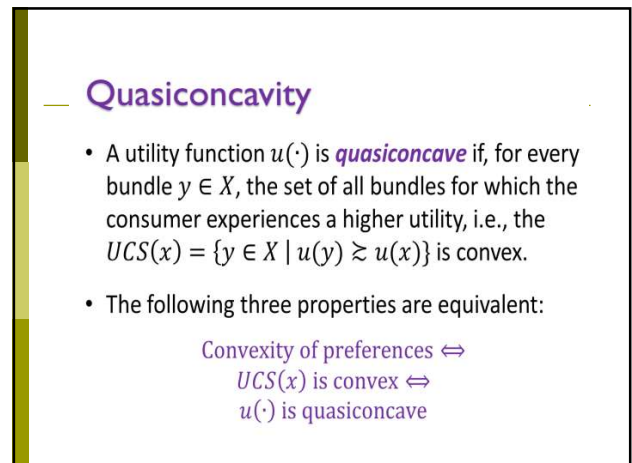 Quasiconcavity
• A utility function u(·) is quasiconcave if, for every
bundle y ∈ X, the set of all bundles for which the
consumer experiences a higher utility, i.e., the
UCS(x) = {y ∈ X | u(y) ≿ u(x)} is convex.
• The following three properties are equivalent:
Convexity of preferences ⇔
UCS(x) is convex ⇔
u(·) is quasiconcave